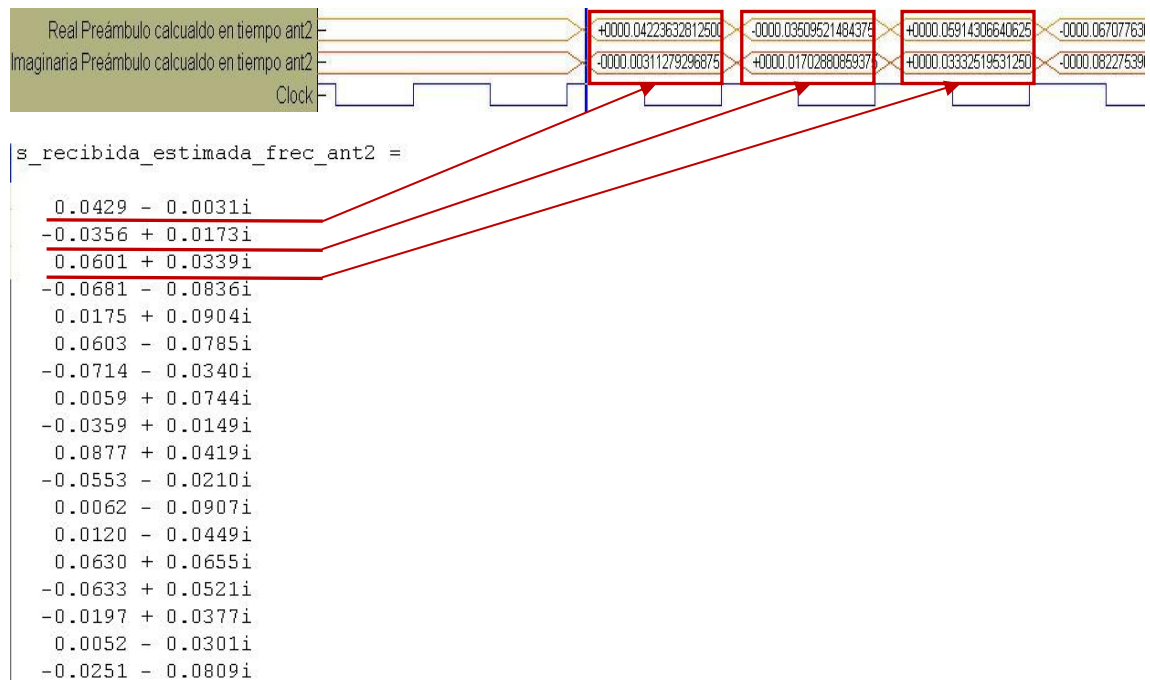 Real Preámbulo calcualdo en tiempo ant2 +0000.04223632812500 -0000.03509521484375 +0000.05914306640625
Imaginaria Preámbulo calcualdo en tiempo ant2 -0000.00311279296875 +0000.01702880859375 +0000.03332519531250
Clock
s_recibida_estimada_frec_ant2 =
0.0429 - 0.0031i
-0.0356 + 0.0173i
0.0601 + 0.0339i
-0.0681 - 0.0836i
0.0175 + 0.0904i
0.0603 - 0.0785i
-0.0714 - 0.0340i
0.0059 + 0.0744i
-0.0359 + 0.0149i
0.0877 + 0.0419i
-0.0553 - 0.0210i
0.0062 - 0.0907i
0.0120 - 0.0449i
0.0630 + 0.0655i
-0.0633 + 0.0521i
-0.0197 + 0.0377i
0.0052 - 0.0301i
-0.0251 - 0.0809i